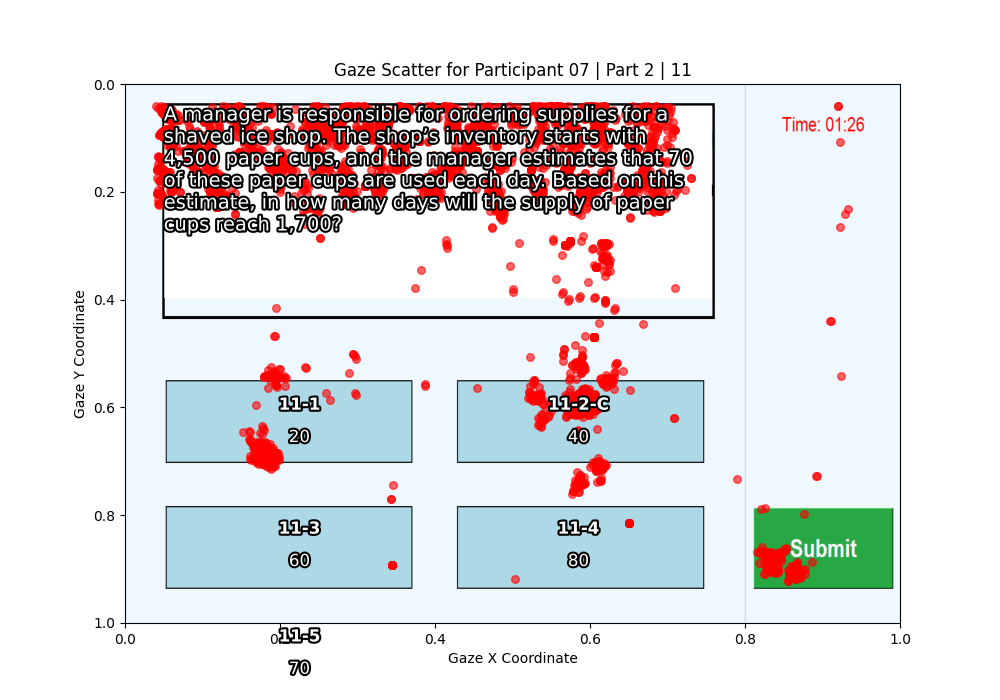 Gaze Scatter for Participant 07 | Part 2 | 11
A manager is responsible for ordering supplies for a
shaved ice shop. The shop's inventory starts with
4,500 paper cups, and the manager estimates that 70
of these paper cups are used each day. Based on this
estimate, in how many days will the supply of paper
cups reach 1,700?
Time: 01:26
11-1
20
11-2-C
40
11-3
60
11-4
80
Submit
11-5
70
0.0
0.2
0.4
0.6
0.8
1.0
Gaze Y Coordinate
0.0 0.2 0.4 0.6 0.8 1.0
Gaze X Coordinate